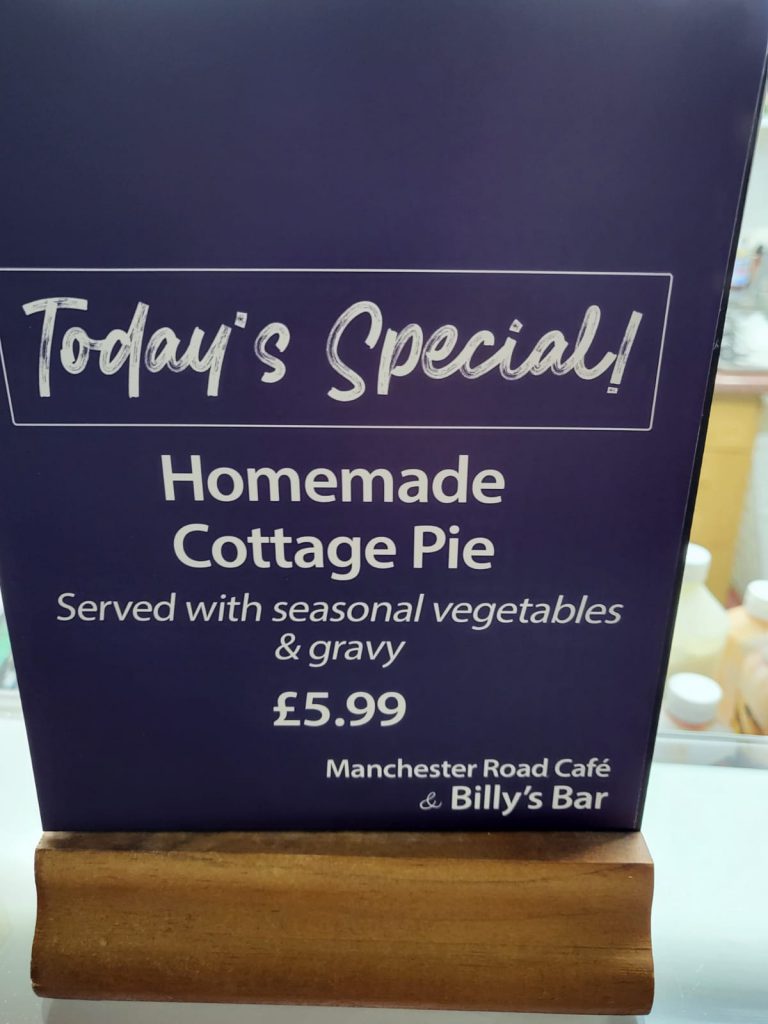 Today's Special!
Homemade
Cottage Pie
Served with seasonal vegetables
& gravy
£5.99
Manchester Road Café
& Billy's Bar